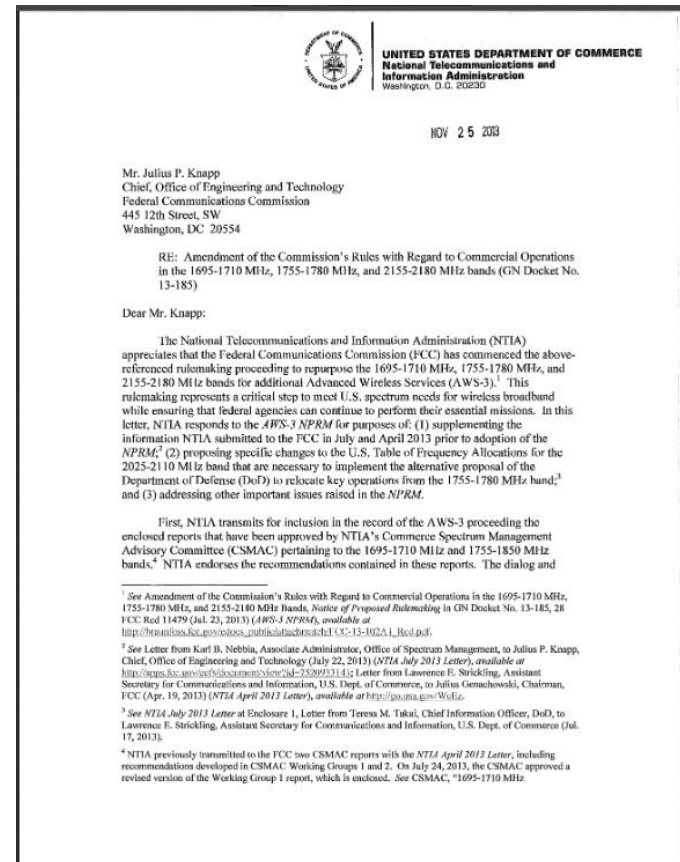 UNITED STATES DEPARTMENT OF COMMERCE
National Telecommunications and
Information Administration
Washington, D.C. 20230
NOV 25 2013
Mr. Julius P. Knapp
Chief, Office of Engineering and Technology
Federal Communications Commission
445 12th Street, SW
Washington, DC 20554
RE: Amendment of the Commission's Rules with Regard to Commercial Operations
in the 1695-1710 MHz, 1755-1780 MHz, and 2155-2180 MHz bands (GN Docket No.
13-185)
Dear Mr. Knapp:
The National Telecommunications and Information Administration (NTIA)
appreciates that the Federal Communications Commission (FCC) has commenced the above-
referenced rulemaking proceeding to repurpose the 1695-1710 MHz, 1755-1780 MHz, and
2155-2180 MHz bands for additional Advanced Wireless Services (AWS-3).1 This
rulemaking represents a critical step to meet U.S. spectrum needs for wireless broadband
while ensuring that federal agencies can continue to perform their essential missions. In this
letter, NTIA responds to the AWS-3 NPRM for purposes of: (1) supplementing the
information NTIA submitted to the FCC in July and April 2013 prior to adoption of the
NPRM;2 (2) proposing specific changes to the U.S. Table of Frequency Allocations for the
2025-2110 MHz band that are necessary to implement the alternative proposal of the
Department of Defense (DoD) to relocate key operations from the 1755-1780 MHz band;3
and (3) addressing other important issues raised in the NPRM.
First, NTIA transmits for inclusion in the record of the AWS-3 proceeding the
enclosed reports that have been approved by NTIA's Commerce Spectrum Management
Advisory Committee (CSMAC) pertaining to the 1695-1710 MHz and 1755-1850 MHz
bands.4 NTIA endorses the recommendations contained in these reports. The dialog and
1 See Amendment of the Commission's Rules with Regard to Commercial Operations in the 1695-1710 MHz,
1755-1780 MHz, and 2155-2180 MHz Bands, Notice of Proposed Rulemaking in GN Docket No. 13-185, 28
FCC Rcd 11479 (Jul. 23, 2013) (AWS-3 NPRM), available at
2 See Letter from Karl B. Nebbia, Associate Administrator, Office of Spectrum Management, to Julius P. Knapp,
Chief, Office of Engineering and Technology (July 22, 2013) (NTIA July 2013 Letter), available at
Letter from Lawrence E. Strickling, Assistant
Secretary for Communications and Information, U.S. Dept. of Commerce, to Julius Genachowski, Chairman,
FCC (Apr. 19, 2013) (NTIA April 2013 Letter), available at
3 See NTIA July 2013 Letter at Enclosure 1, Letter from Teresa M. Takai, Chief Information Officer, DoD, to
Lawrence E. Strickling, Assistant Secretary for Communications and Information, U.S. Dept. of Commerce (Jul.
17, 2013).
4 NTIA previously transmitted to the FCC two CSMAC reports with the NTIA April 2013 Letter, including
recommendations developed in CSMAC Working Groups 1 and 2. On July 24, 2013, the CSMAC approved a
revised version of the Working Group 1 report, which is enclosed. See CSMAC, "1695-1710 MHz